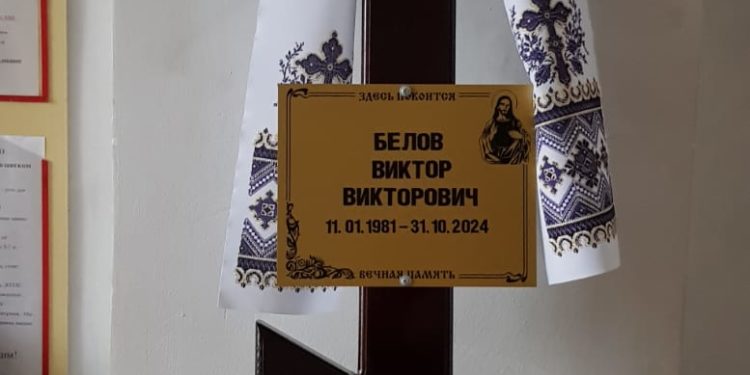 ЗДЕСЬ ПОКОИТСЯ
БЕЛОВ
ВИКТОР
ВИКТОРОВИЧ
11. 01. 1981 – 31. 10. 2024
ВЕЧНАЯ ПАМЯТЬ